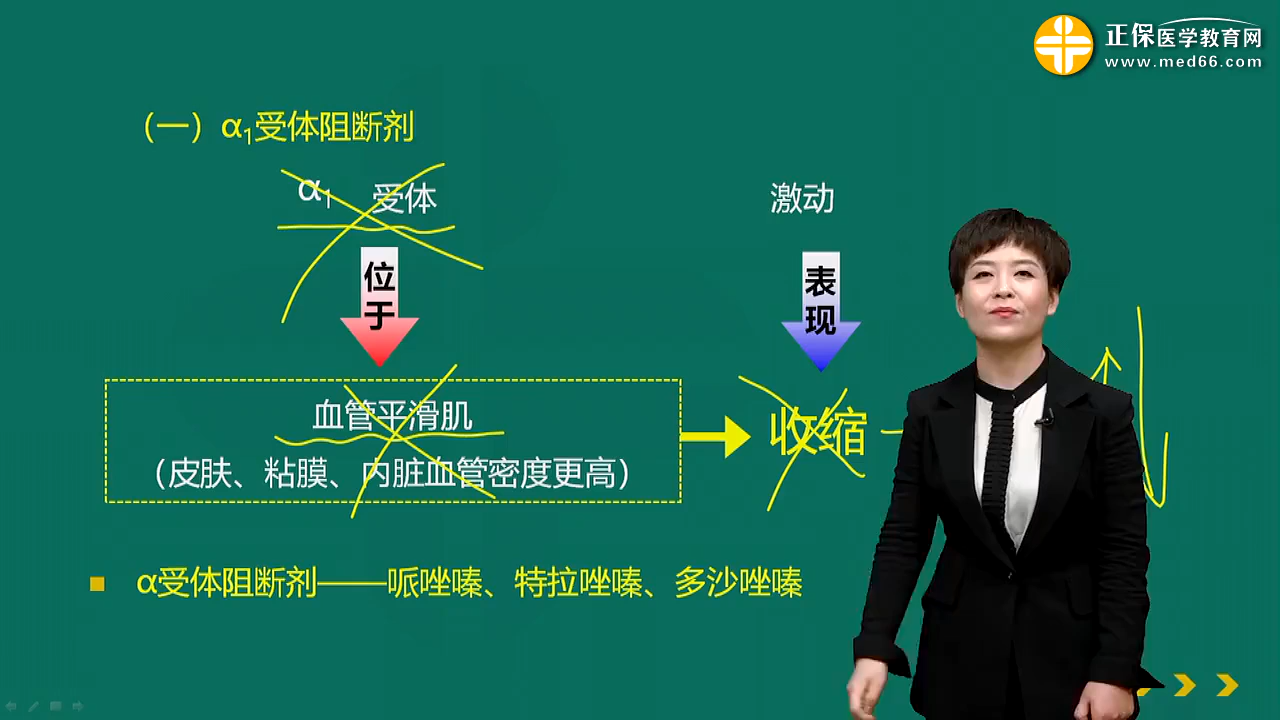 正保医学教育网
www.med66.com
（一）α₁受体阻断剂
α₁ 受体
激动
位于
表现
血管平滑肌
（皮肤、粘膜、内脏血管密度更高）
收缩
α受体阻断剂——哌唑嗪、特拉唑嗪、多沙唑嗪